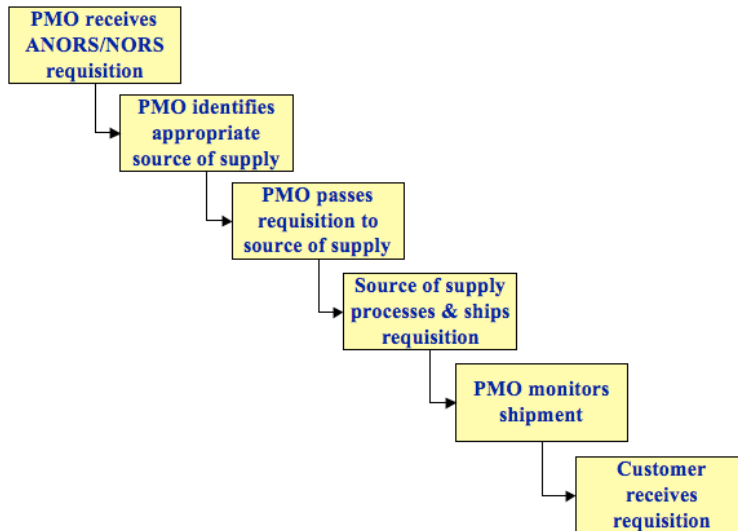 PMO receives
ANORS/NORS
requisition
PMO identifies
appropriate
source of supply
PMO passes
requisition to
source of supply
Source of supply
processes & ships
requisition
PMO monitors
shipment
Customer
receives
requisition